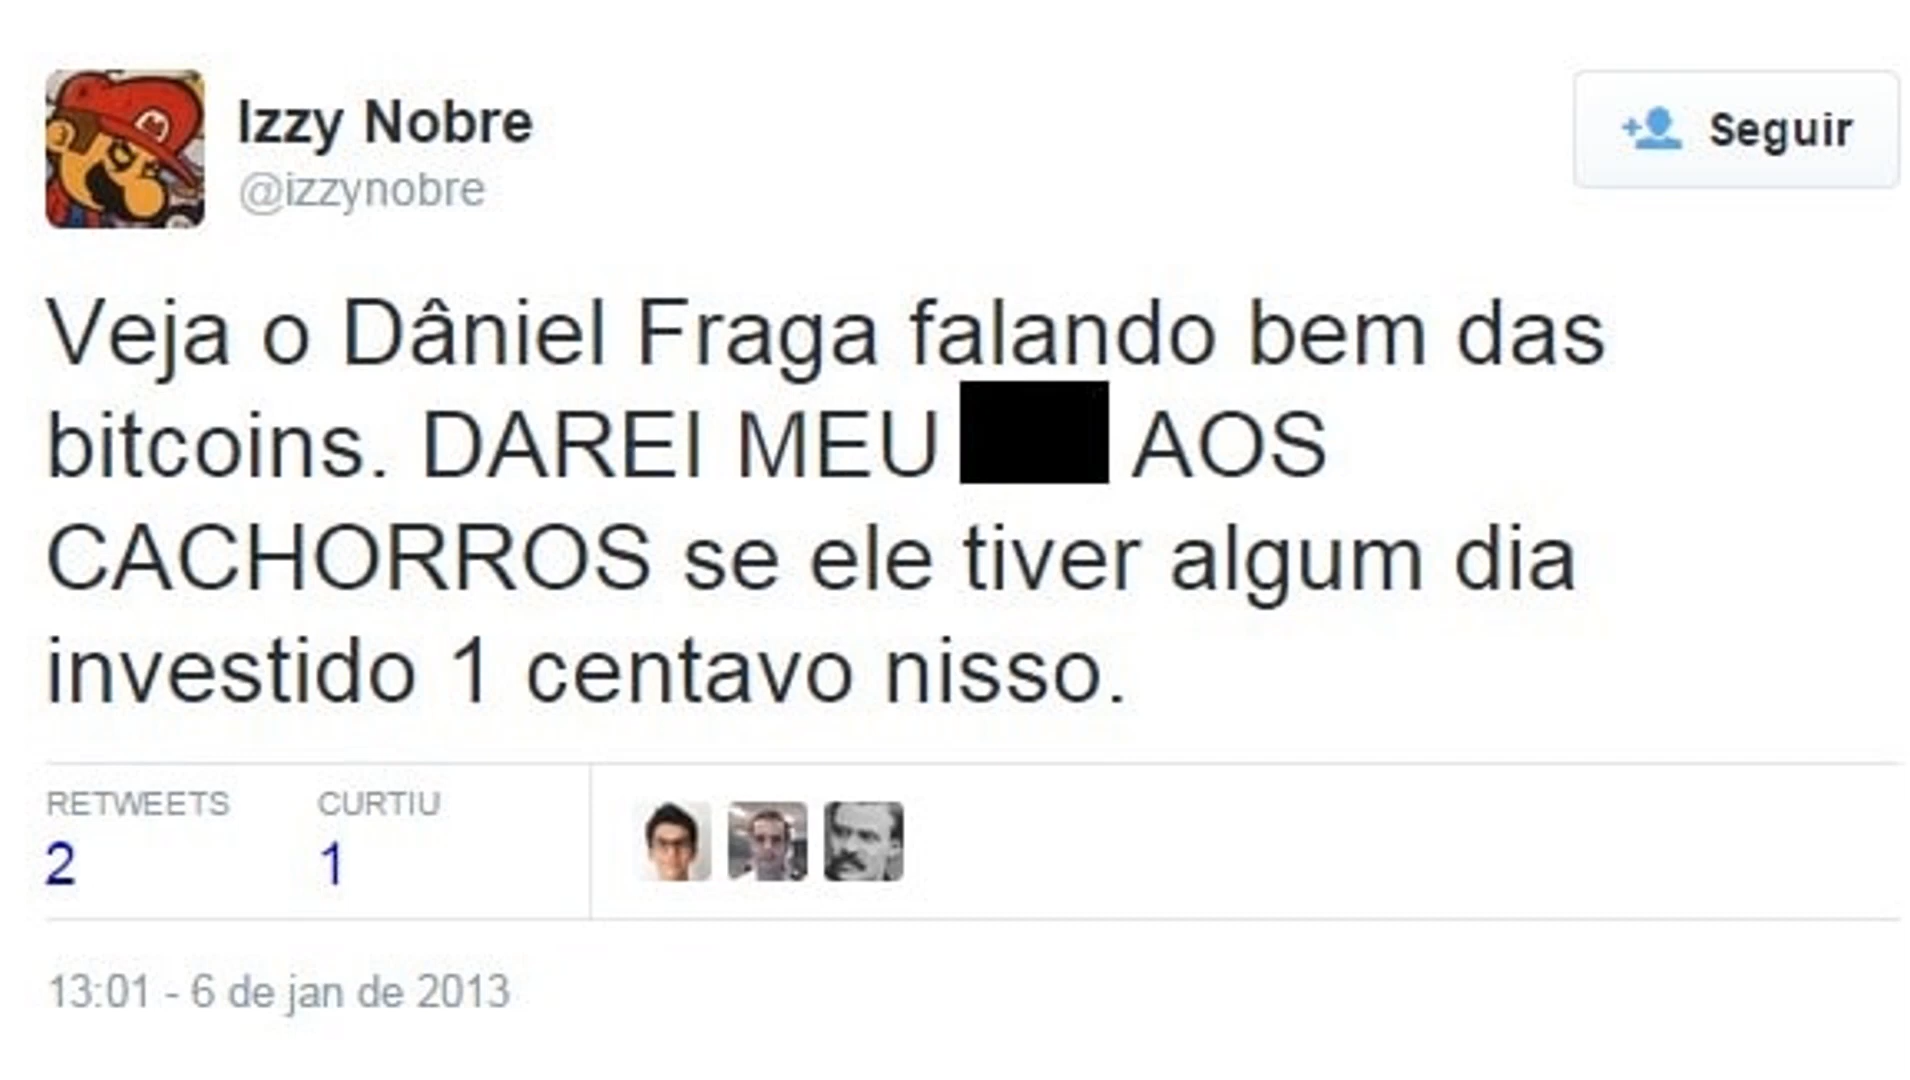 Izzy Nobre
@izzynobre
Seguir
Veja o Dâniel Fraga falando bem das
bitcoins. DAREI MEU AOS
CACHORROS se ele tiver algum dia
investido 1 centavo nisso.
RETWEETS CURTIU
2 1
13:01 - 6 de jan de 2013